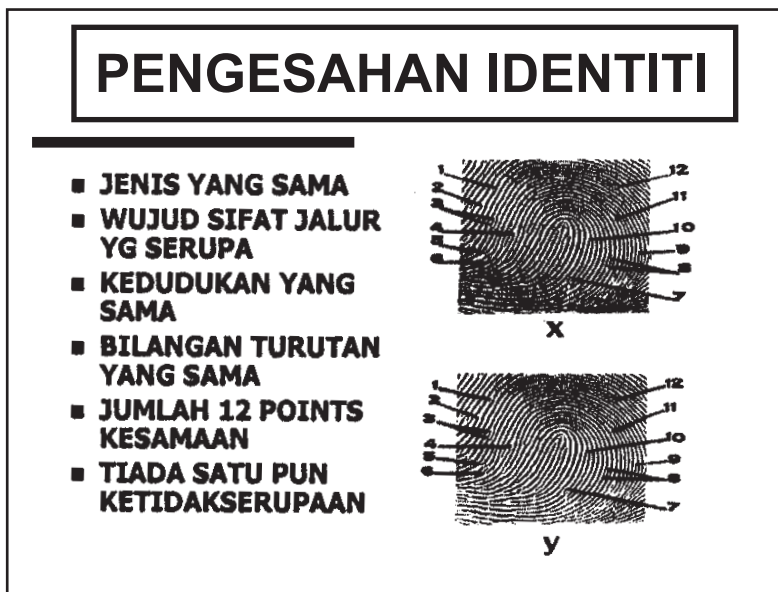 PENGESAHAN IDENTITI
■ JENIS YANG SAMA
■ WUJUD SIFAT JALUR
YG SERUPA
■ KEDUDUKAN YANG
SAMA
■ BILANGAN TURUTAN
YANG SAMA
■ JUMLAH 12 POINTS
KESAMAAN
■ TIADA SATU PUN
KETIDAKSERUPAAN
1
2
3
4
5
6
12
11
10
9
8
7
x
1
2
3
4
5
6
12
11
10
9
8
7
y